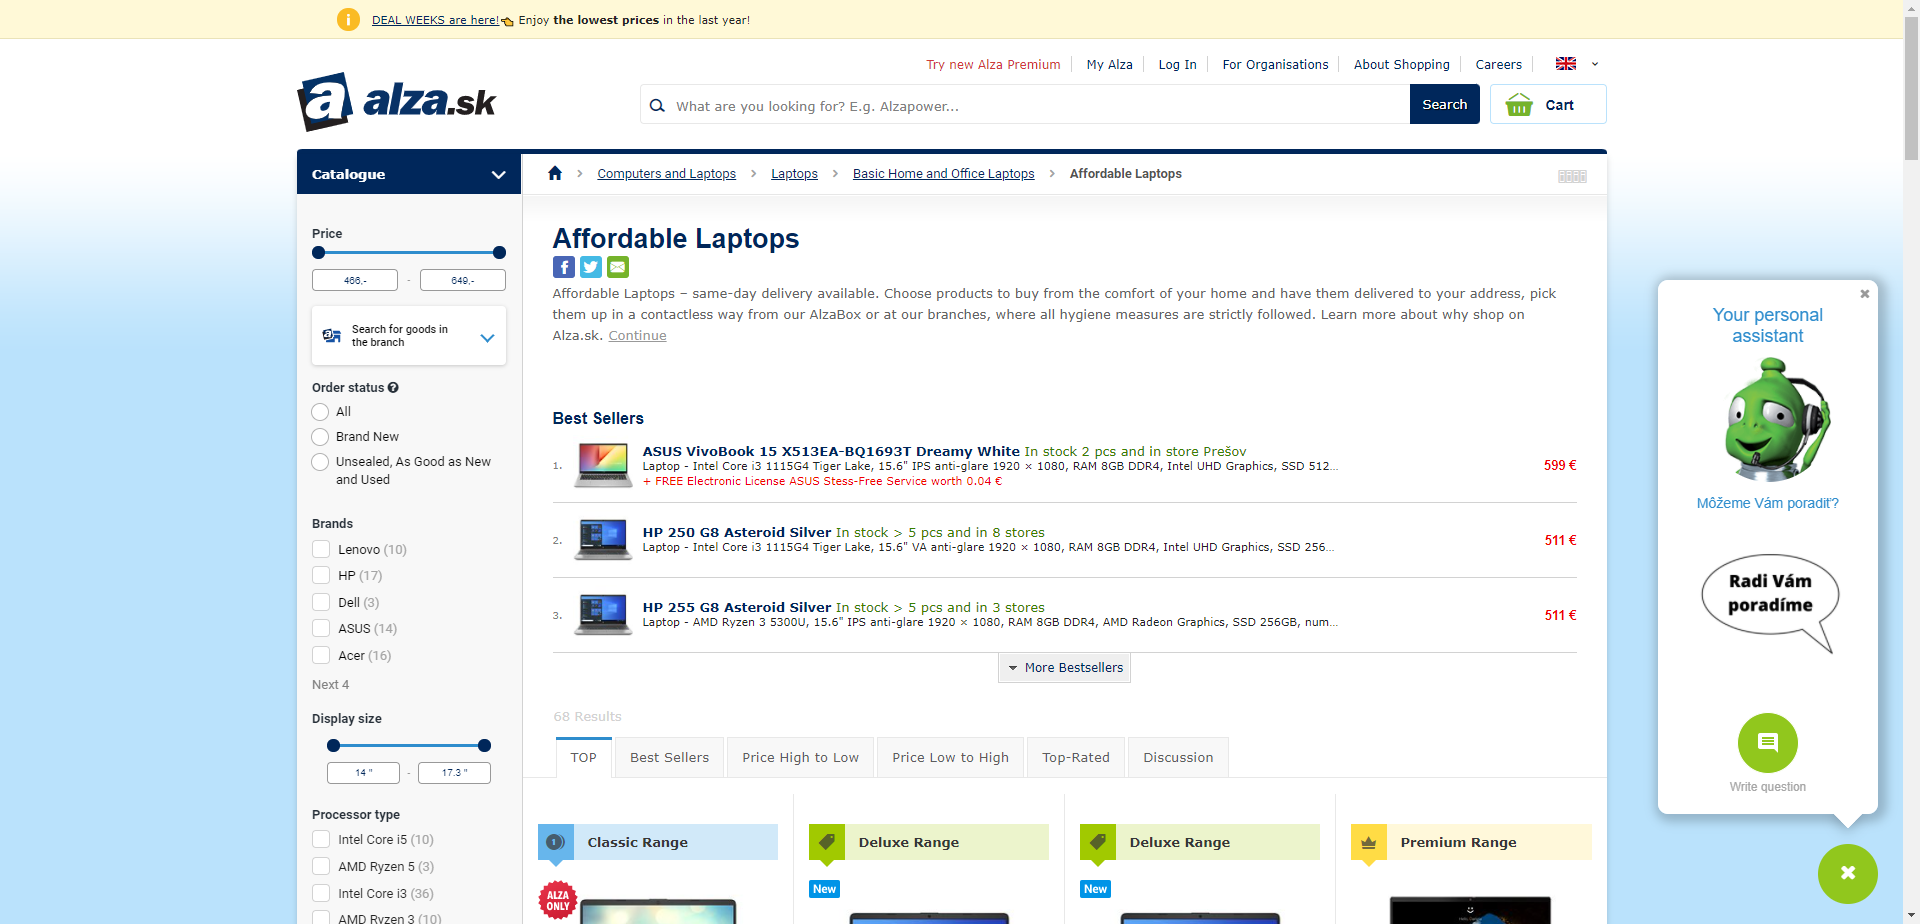 DEAL WEEKS are here! Enjoy the lowest prices in the last year!
Try new Alza Premium
My Alza
Log In
For Organisations
About Shopping
Careers
a alza.sk
What are you looking for? E.g. Alzapower...
Search
Cart
Catalogue
Computers and Laptops
Laptops
Basic Home and Office Laptops
Affordable Laptops
Price
466,- - 649,-
Search for goods in
the branch
Order status
All
Brand New
Unsealed, As Good as New
and Used
Brands
Lenovo (10)
HP (17)
Dell (3)
ASUS (14)
Acer (16)
Next 4
Display size
14 " - 17.3 "
Processor type
Intel Core i5 (10)
AMD Ryzen 5 (3)
Intel Core i3 (36)
AMD Ryzen 3 (10)
Affordable Laptops
Affordable Laptops – same-day delivery available. Choose products to buy from the comfort of your home and have them delivered to your address, pick
them up in a contactless way from our AlzaBox or at our branches, where all hygiene measures are strictly followed. Learn more about why shop on
Alza.sk. Continue
Best Sellers
1.
ASUS VivoBook 15 X513EA-BQ1693T Dreamy White In stock 2 pcs and in store Prešov
Laptop - Intel Core i3 1115G4 Tiger Lake, 15.6" IPS anti-glare 1920 × 1080, RAM 8GB DDR4, Intel UHD Graphics, SSD 512...
+ FREE Electronic License ASUS Stess-Free Service worth 0.04 €
599 €
2.
HP 250 G8 Asteroid Silver In stock > 5 pcs and in 8 stores
Laptop - Intel Core i3 1115G4 Tiger Lake, 15.6" VA anti-glare 1920 × 1080, RAM 8GB DDR4, Intel UHD Graphics, SSD 256...
511 €
3.
HP 255 G8 Asteroid Silver In stock > 5 pcs and in 3 stores
Laptop - AMD Ryzen 3 5300U, 15.6" IPS anti-glare 1920 × 1080, RAM 8GB DDR4, AMD Radeon Graphics, SSD 256GB, num...
511 €
More Bestsellers
68 Results
TOP
Best Sellers
Price High to Low
Price Low to High
Top-Rated
Discussion
Classic Range
ALZA
ONLY
Deluxe Range
New
Deluxe Range
New
Premium Range
Your personal
assistant
Môžeme Vám poradiť?
Radi Vám
poradíme
Write question